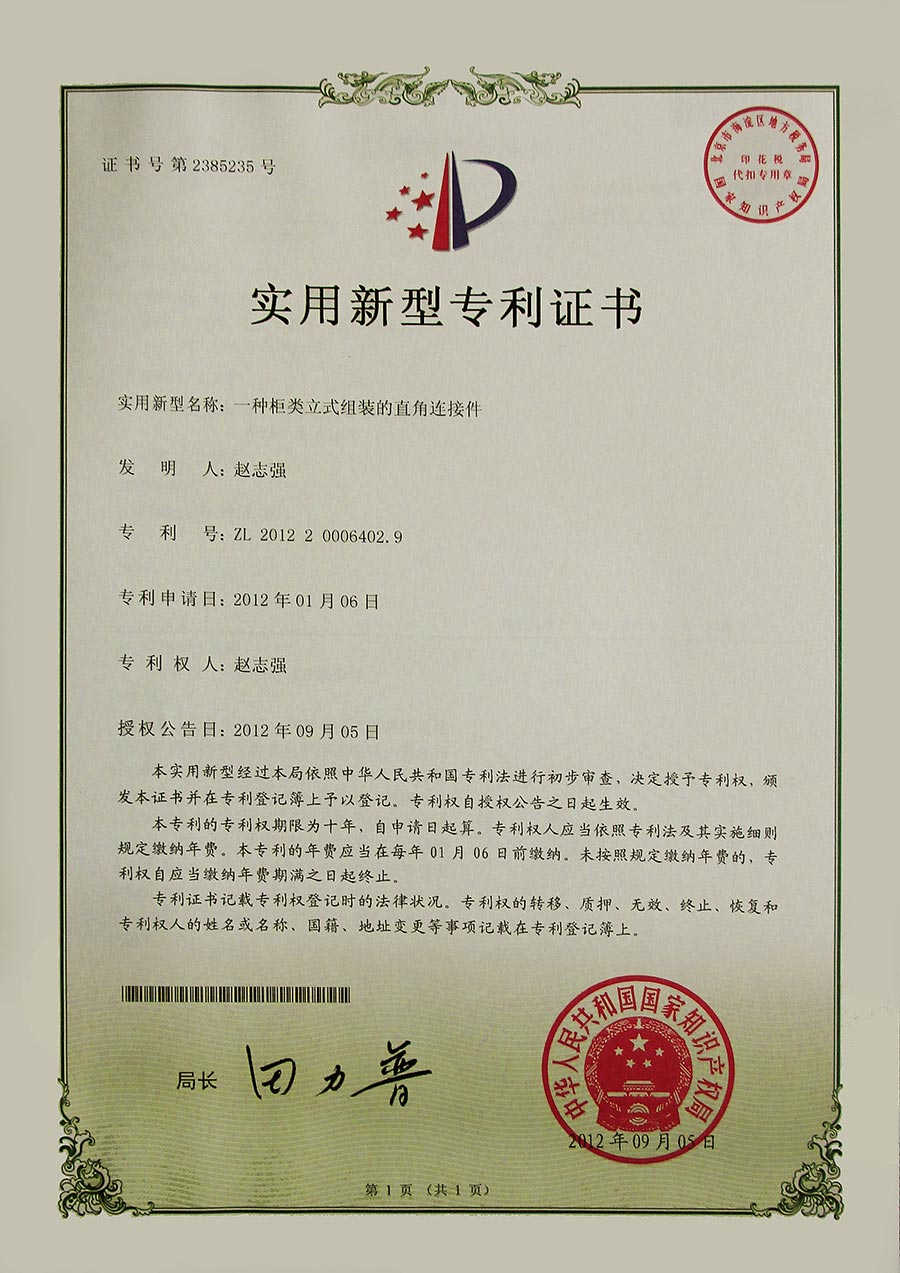 证书号第2385235号
北京市海淀区地方税务局
印花税
代扣专用章
国家知识产权局
实用新型专利证书
实用新型名称：一种柜类立式组装的直角连接件
发明人：赵志强
专利号：ZL 2012 2 0006402.9
专利申请日：2012年01月06日
专利权人：赵志强
授权公告日：2012年09月05日
本实用新型经过本局依照中华人民共和国专利法进行初步审查，决定授予专利权，颁
发本证书并在专利登记簿上予以登记。专利权自授权公告之日起生效。
本专利的专利权期限为十年，自申请日起算。专利权人应当依照专利法及其实施细则
规定缴纳年费。本专利的年费应当在每年01月06日前缴纳。未按照规定缴纳年费的，专
利权自应当缴纳年费期满之日起终止。
专利证书记载专利权登记时的法律状况。专利权的转移、质押、无效、终止、恢复和
专利权人的姓名或名称、国籍、地址变更等事项记载在专利登记簿上。
局长 田力普
中华人民共和国国家知识产权局
2012年09月05日
第1页（共1页）